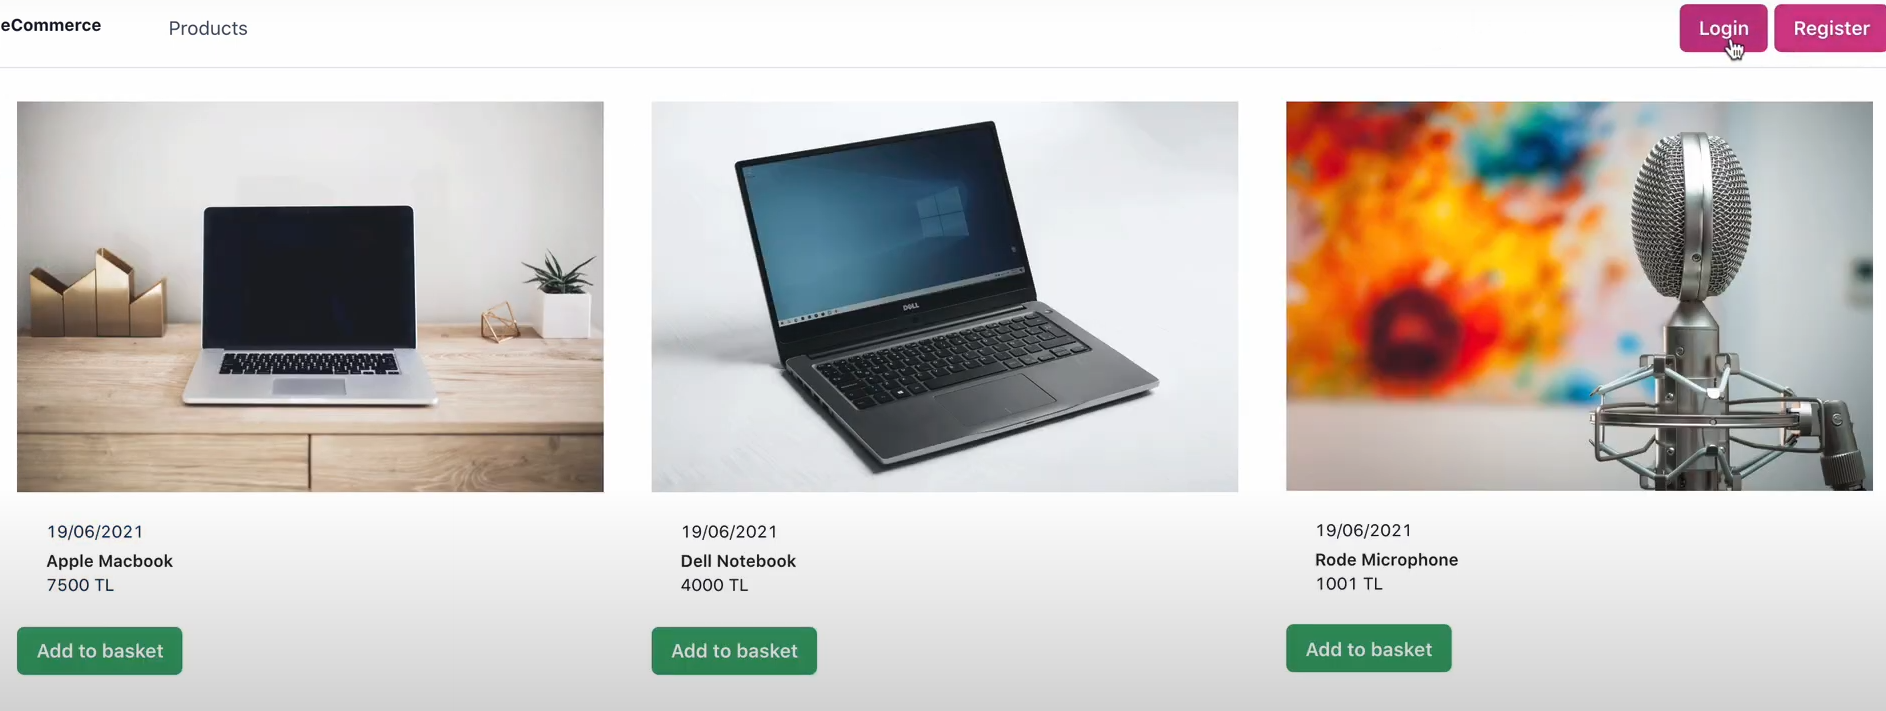 eCommerce
Products
Login
Register
DELL
19/06/2021
Apple Macbook
7500 TL
Add to basket
19/06/2021
Dell Notebook
4000 TL
Add to basket
19/06/2021
Rode Microphone
1001 TL
Add to basket